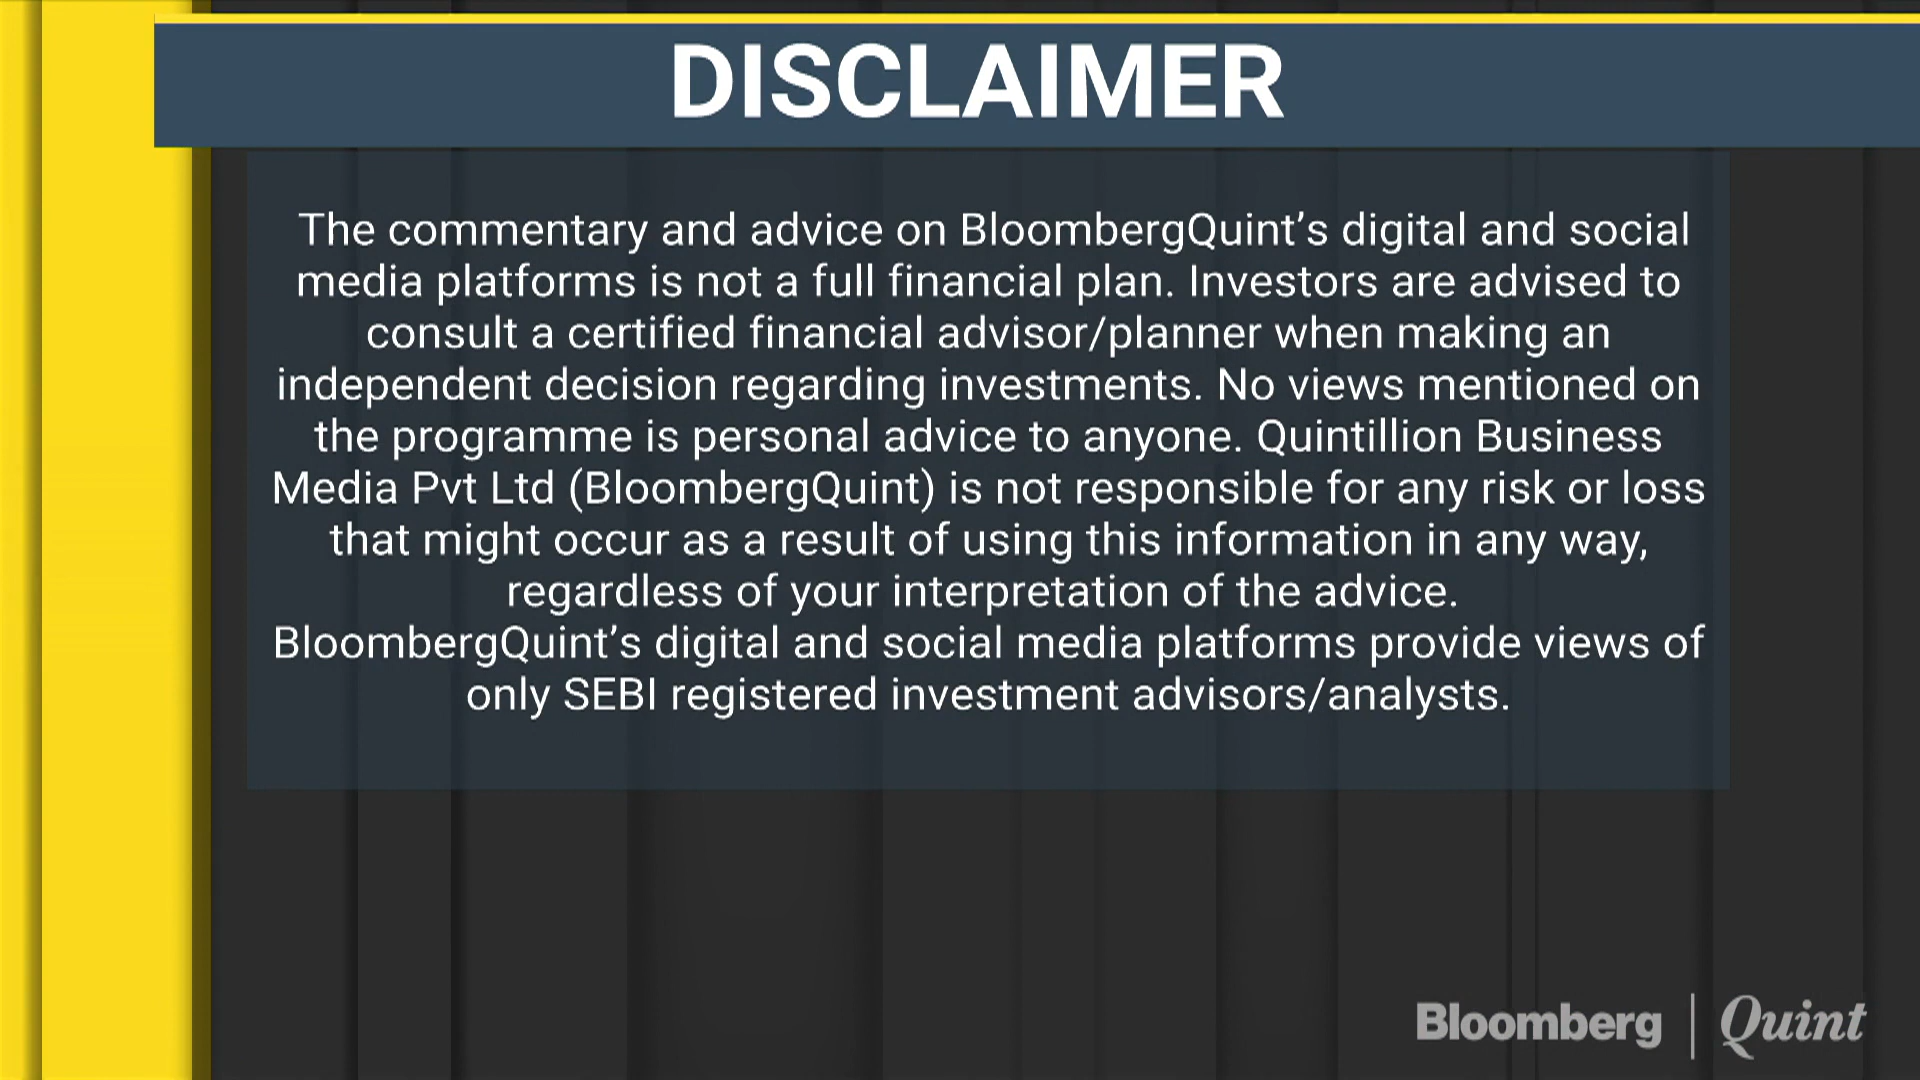 DISCLAIMER
The commentary and advice on BloombergQuint’s digital and social
media platforms is not a full financial plan. Investors are advised to
consult a certified financial advisor/planner when making an
independent decision regarding investments. No views mentioned on
the programme is personal advice to anyone. Quintillion Business
Media Pvt Ltd (BloombergQuint) is not responsible for any risk or loss
that might occur as a result of using this information in any way,
regardless of your interpretation of the advice.
BloombergQuint’s digital and social media platforms provide views of
only SEBI registered investment advisors/analysts.
Bloomberg | Quint